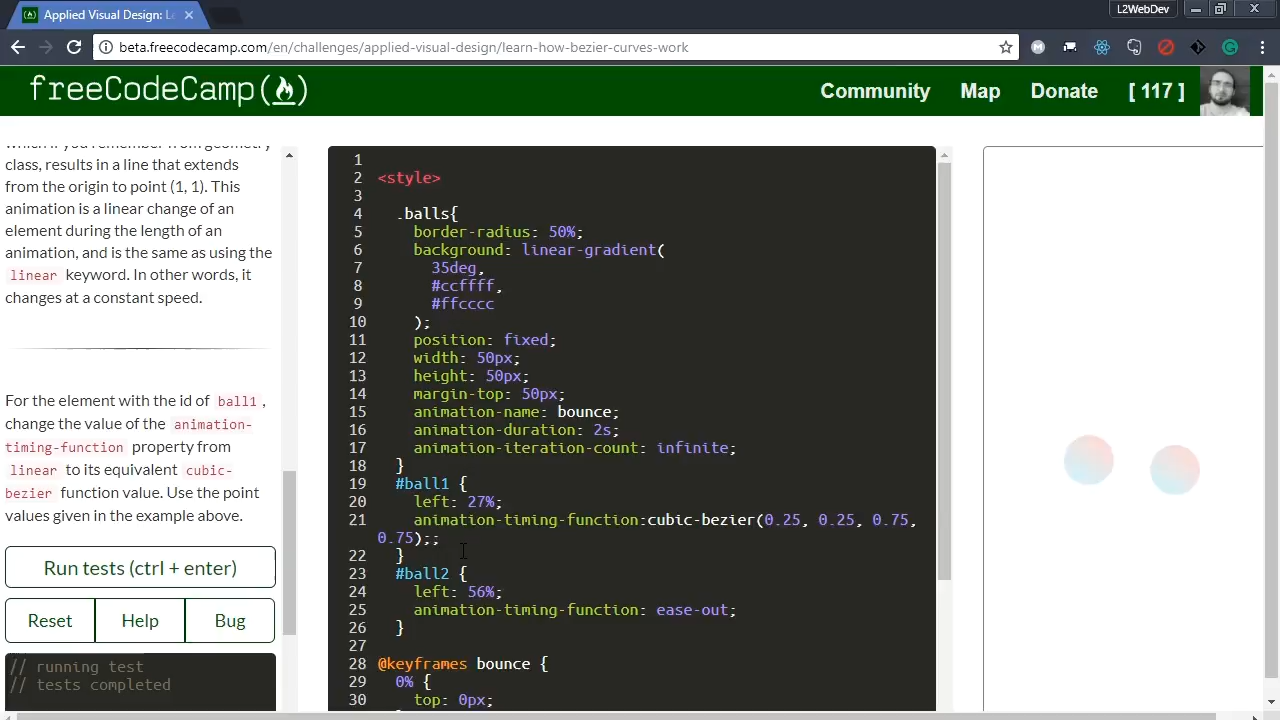 L2WebDev
Applied Visual Design: Le
beta.freecodecamp.com/en/challenges/applied-visual-design/learn-how-bezier-curves-work
freeCodeCamp
Community Map Donate [ 117 ]
which if you remember from geometry
class, results in a line that extends
from the origin to point (1, 1). This
animation is a linear change of an
element during the length of an
animation, and is the same as using the
linear keyword. In other words, it
changes at a constant speed.
For the element with the id of ball1 ,
change the value of the animation-
timing-function property from
linear to its equivalent cubic-
bezier function value. Use the point
values given in the example above.
Run tests (ctrl + enter)
Reset Help Bug
// running test
// tests completed
1
2 <style>
3
4 .balls{
5 border-radius: 50%;
6 background: linear-gradient(
7 35deg,
8 #ccffff,
9 #ffcccc
10 );
11 position: fixed;
12 width: 50px;
13 height: 50px;
14 margin-top: 50px;
15 animation-name: bounce;
16 animation-duration: 2s;
17 animation-iteration-count: infinite;
18 }
19 #ball1 {
20 left: 27%;
21 animation-timing-function:cubic-bezier(0.25, 0.25, 0.75,
0.75);;
22 }
23 #ball2 {
24 left: 56%;
25 animation-timing-function: ease-out;
26 }
27
28 @keyframes bounce {
29 0% {
30 top: 0px;